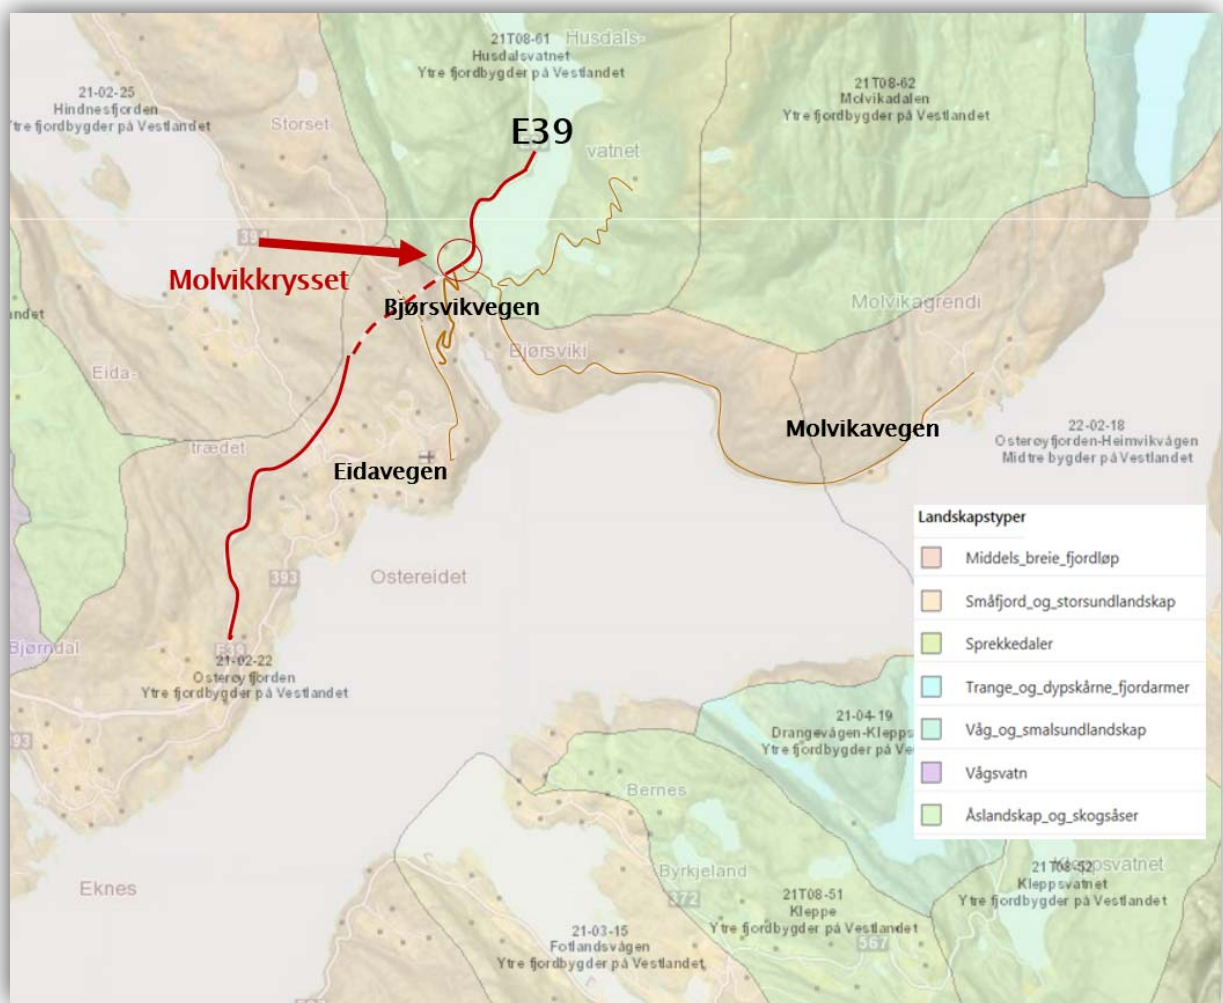 21T08-61
Husdalsvatnet
Ytre fjordbygder på Vestlandet
Husdals-
vatnet
21T08-62
Molvikadalen
Ytre fjordbygder på Vestlandet
21-02-25
Hindnesfjorden
Ytre fjordbygder på Vestlandet
Storset
E39
394
Molvikkrysset
Bjørsvikvegen
Bjørsviki
Molvikagrendi
Eida-
trædet
Molvikavegen
22-02-18
Osterøyfjorden-Heimvikvågen
Midtre bygder på Vestlandet
Eidavegen
Ostereidet
393
Bjørndal
E39
21-02-22
Osterøyfjorden
Ytre fjordbygder på Vestlandet
Landskapstyper
Middels_breie_fjordløp
Småfjord_og_storsundlandskap
Sprekkedaler
Trange_og_dypskårne_fjordarmer
Våg_og_smalsundlandskap
Vågsvatn
Åslandskap_og_skogsåser
21-04-19
Drangevågen-Klepps
Ytre fjordbygder på Ve
Bernes
Byrkjeland
372
21T08-51
Kleppe
Ytre fjordbygder på Vestlandet
567
21T08-52
Kleppsvatnet
Ytre fjordbygder på Vestlandet
Eknes
21-03-15
Fotlandsvågen
Ytre fjordbygder på Vestlandet